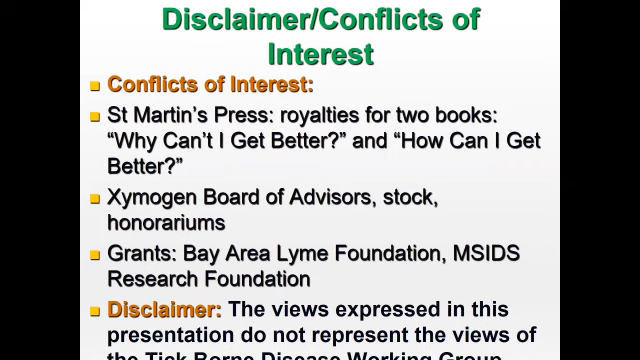 Disclaimer/Conflicts of
Interest
Conflicts of Interest:
St Martin's Press: royalties for two books:
“Why Can't I Get Better?” and “How Can I Get
Better?”
Xymogen Board of Advisors, stock,
honorariums
Grants: Bay Area Lyme Foundation, MSIDS
Research Foundation
Disclaimer: The views expressed in this
presentation do not represent the views of
the Tick Borne Disease Working Group